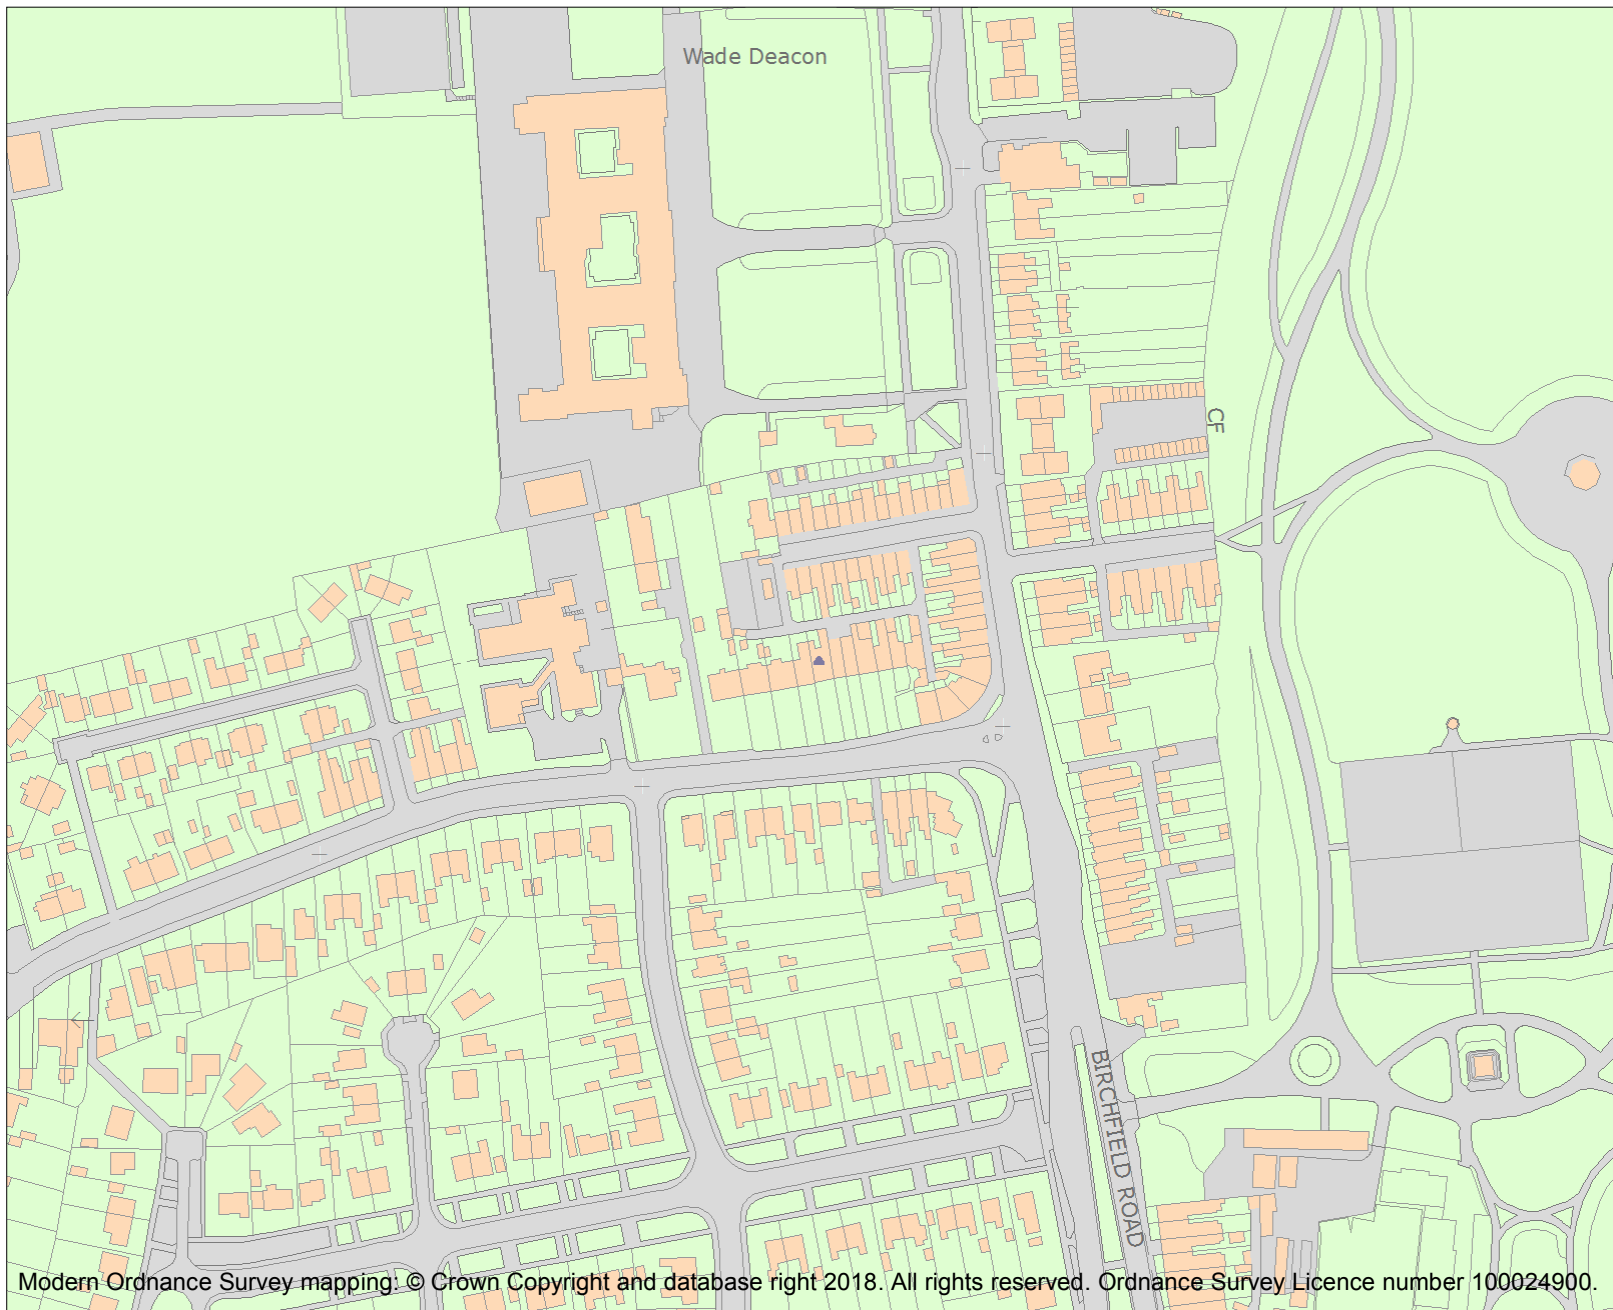 Wade Deacon
CF
BIRCHFIELD ROAD
Modern Ordnance Survey mapping: © Crown Copyright and database right 2018. All rights reserved. Ordnance Survey Licence number 100024900.